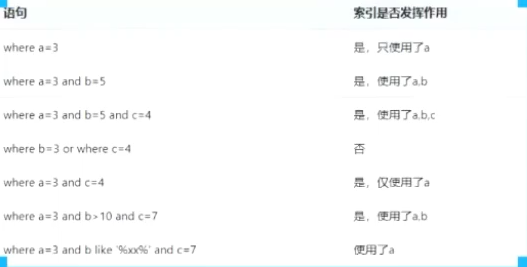 语句 索引是否发挥作用
where a=3 是，只使用了a
where a=3 and b=5 是，使用了a,b
where a=3 and b=5 and c=4 是，使用了a,b,c
where b=3 or where c=4 否
where a=3 and c=4 是，仅使用了a
where a=3 and b>10 and c=7 是，使用了a,b
where a=3 and b like '%xx%' and c=7 使用了a